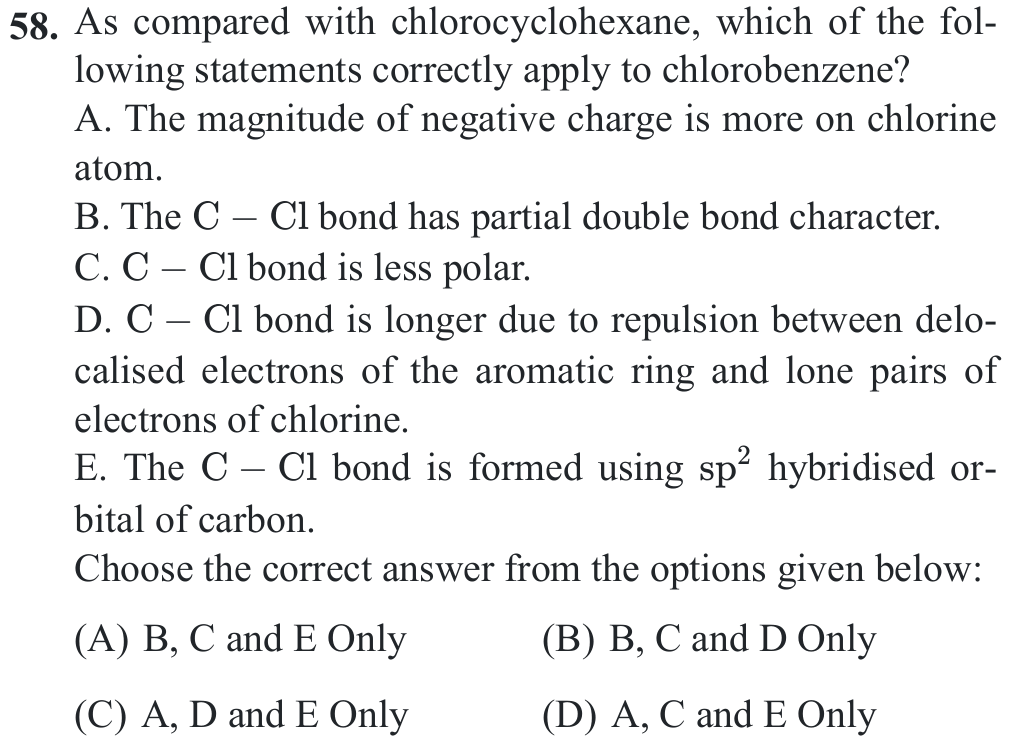 58. As compared with chlorocyclohexane, which of the fol-
lowing statements correctly apply to chlorobenzene?
A. The magnitude of negative charge is more on chlorine
atom.
B. The C – Cl bond has partial double bond character.
C. C – Cl bond is less polar.
D. C – Cl bond is longer due to repulsion between delo-
calised electrons of the aromatic ring and lone pairs of
electrons of chlorine.
E. The C – Cl bond is formed using sp² hybridised or-
bital of carbon.
Choose the correct answer from the options given below:
(A) B, C and E Only (B) B, C and D Only
(C) A, D and E Only (D) A, C and E Only